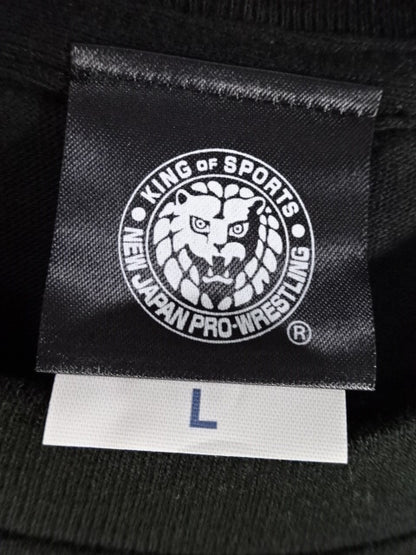 KING OF SPORTS
NEW JAPAN PRO-WRESTLING
®
L